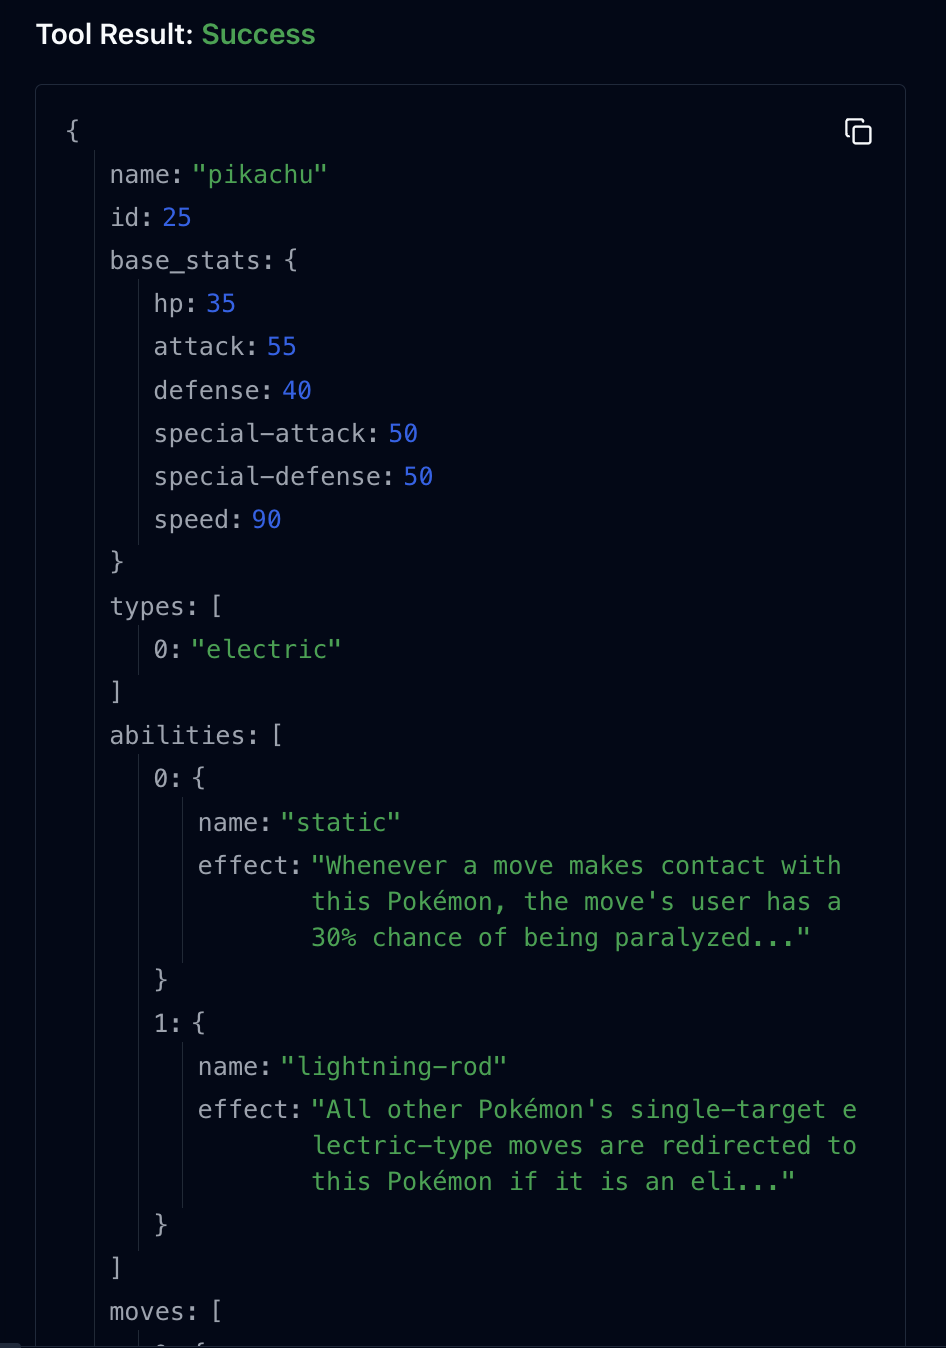 Tool Result: Success
{
name: "pikachu"
id: 25
base_stats: {
hp: 35
attack: 55
defense: 40
special-attack: 50
special-defense: 50
speed: 90
}
types: [
0: "electric"
]
abilities: [
0: {
name: "static"
effect: "Whenever a move makes contact with
this Pokémon, the move's user has a
30% chance of being paralyzed..."
}
1: {
name: "lightning-rod"
effect: "All other Pokémon's single-target e
lectric-type moves are redirected to
this Pokémon if it is an eli..."
}
]
moves: [